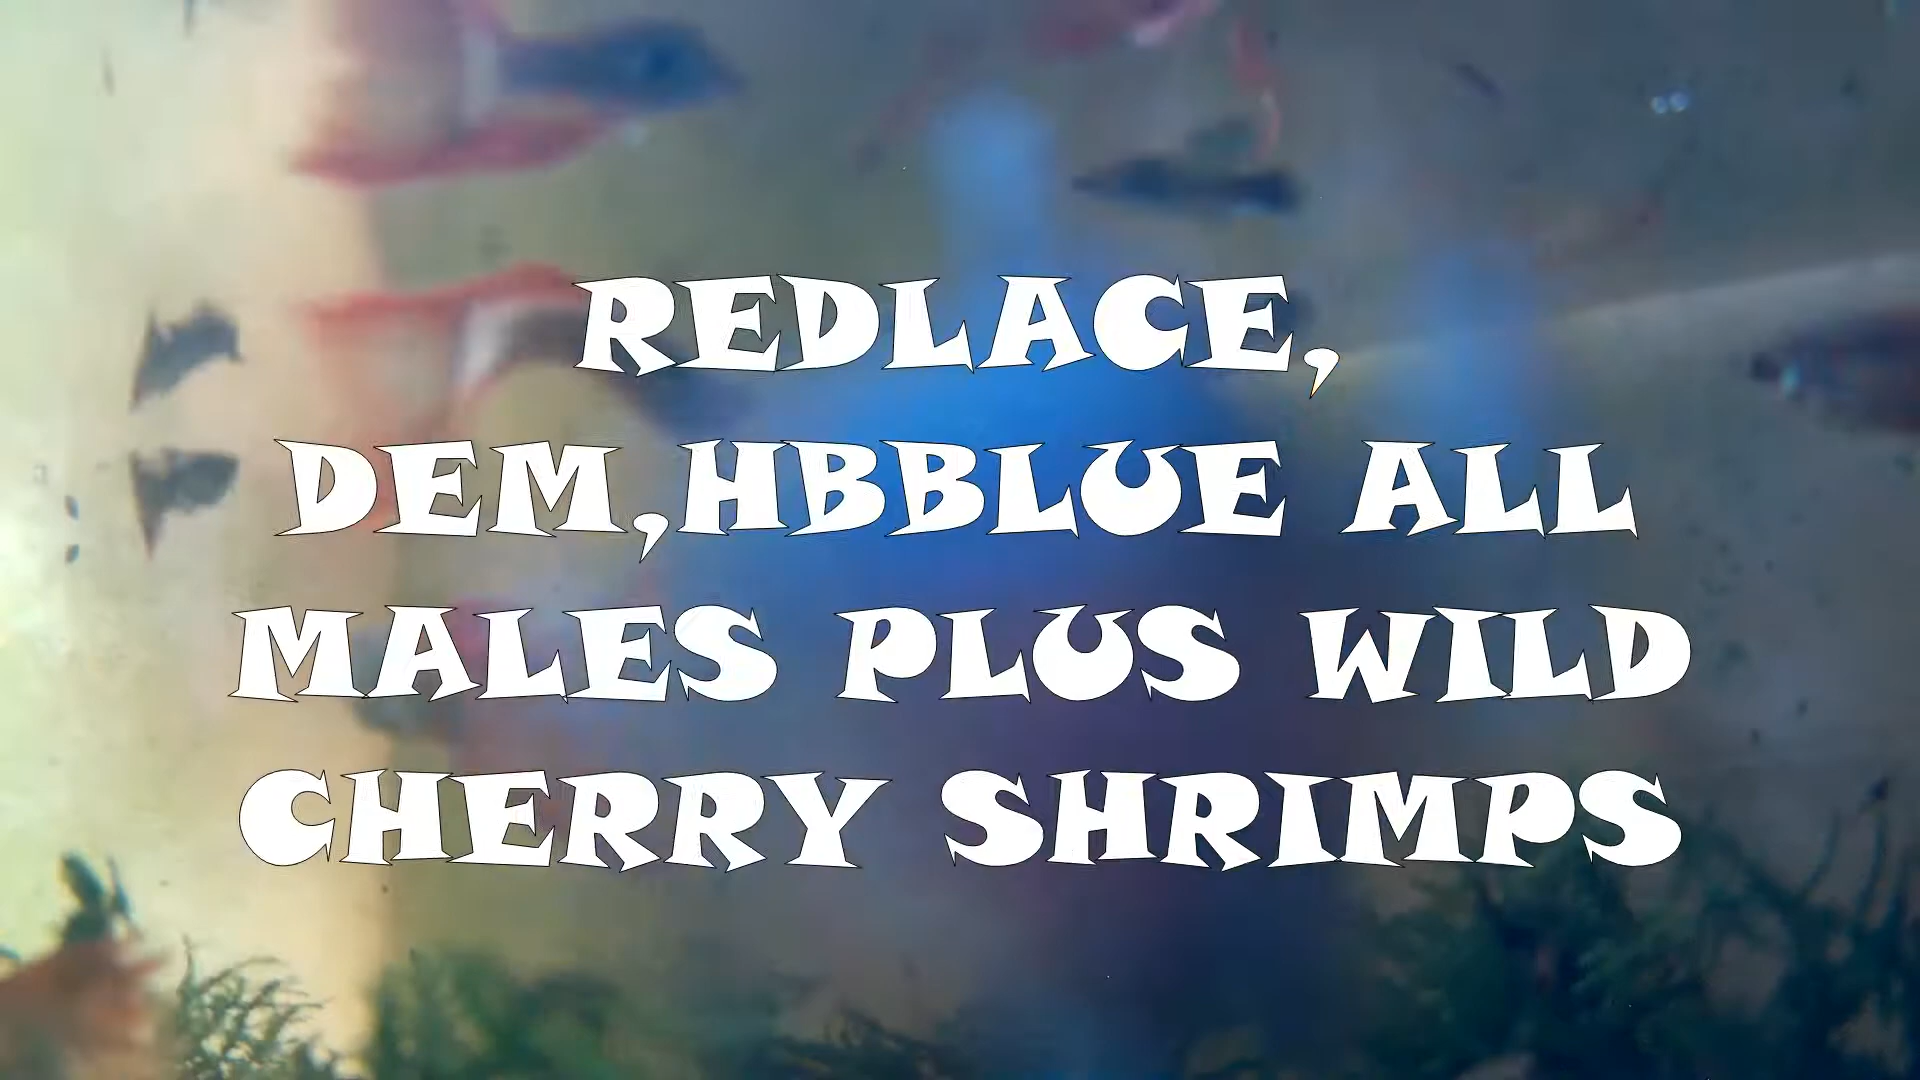 REDLACE,
DEM,HBBLUE ALL
MALES PLUS WILD
CHERRY SHRIMPS